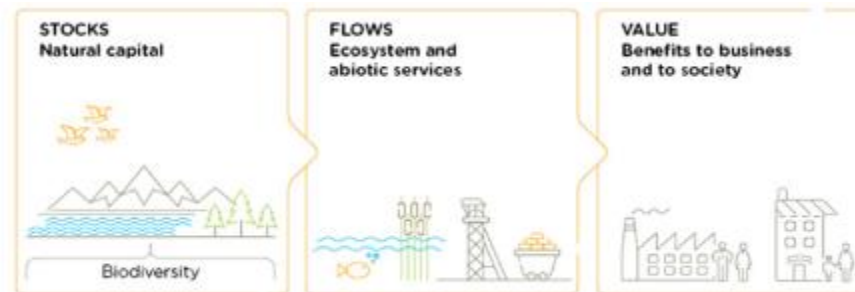 STOCKS
Natural capital
Biodiversity
FLOWS
Ecosystem and
abiotic services
VALUE
Benefits to business
and to society